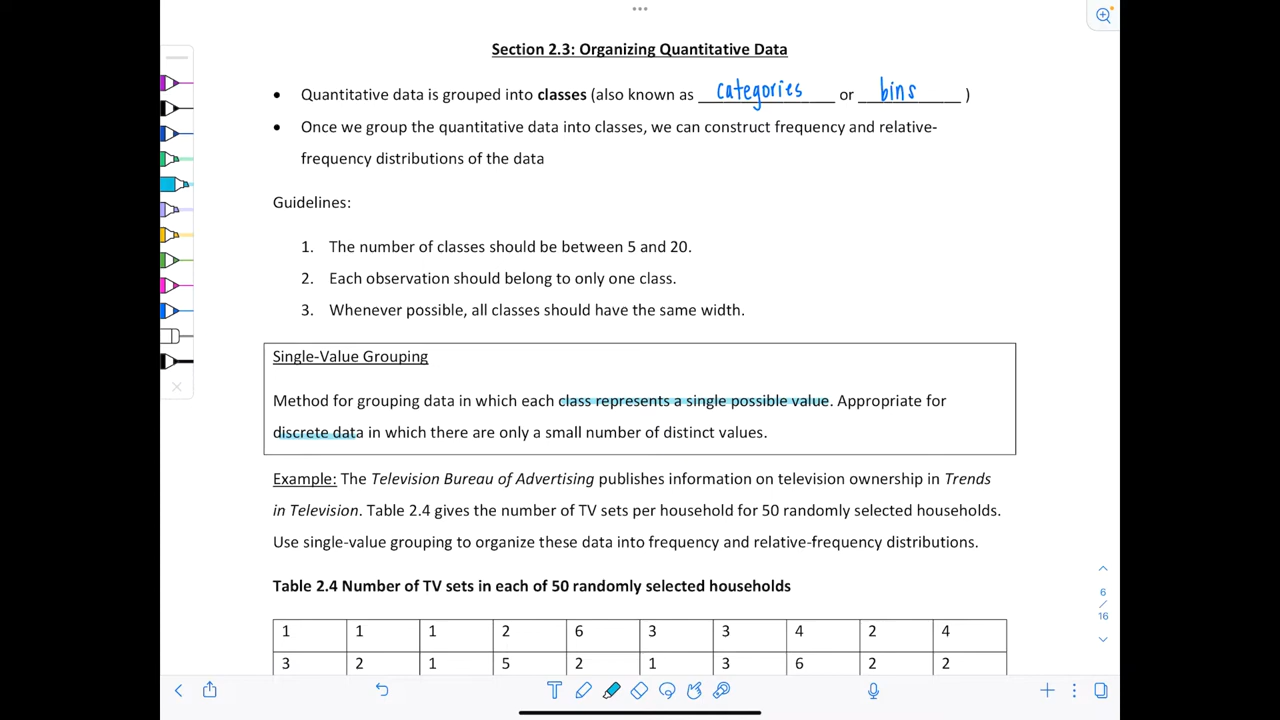 Section 2.3: Organizing Quantitative Data
• Quantitative data is grouped into classes (also known as categories or bins )
• Once we group the quantitative data into classes, we can construct frequency and relative-
frequency distributions of the data
Guidelines:
1. The number of classes should be between 5 and 20.
2. Each observation should belong to only one class.
3. Whenever possible, all classes should have the same width.
Single-Value Grouping
Method for grouping data in which each class represents a single possible value. Appropriate for
discrete data in which there are only a small number of distinct values.
Example: The Television Bureau of Advertising publishes information on television ownership in Trends
in Television. Table 2.4 gives the number of TV sets per household for 50 randomly selected households.
Use single-value grouping to organize these data into frequency and relative-frequency distributions.
Table 2.4 Number of TV sets in each of 50 randomly selected households
1 1 1 2 6 3 3 4 2 4
3 2 1 5 2 1 3 6 2 2
6
/
16
T